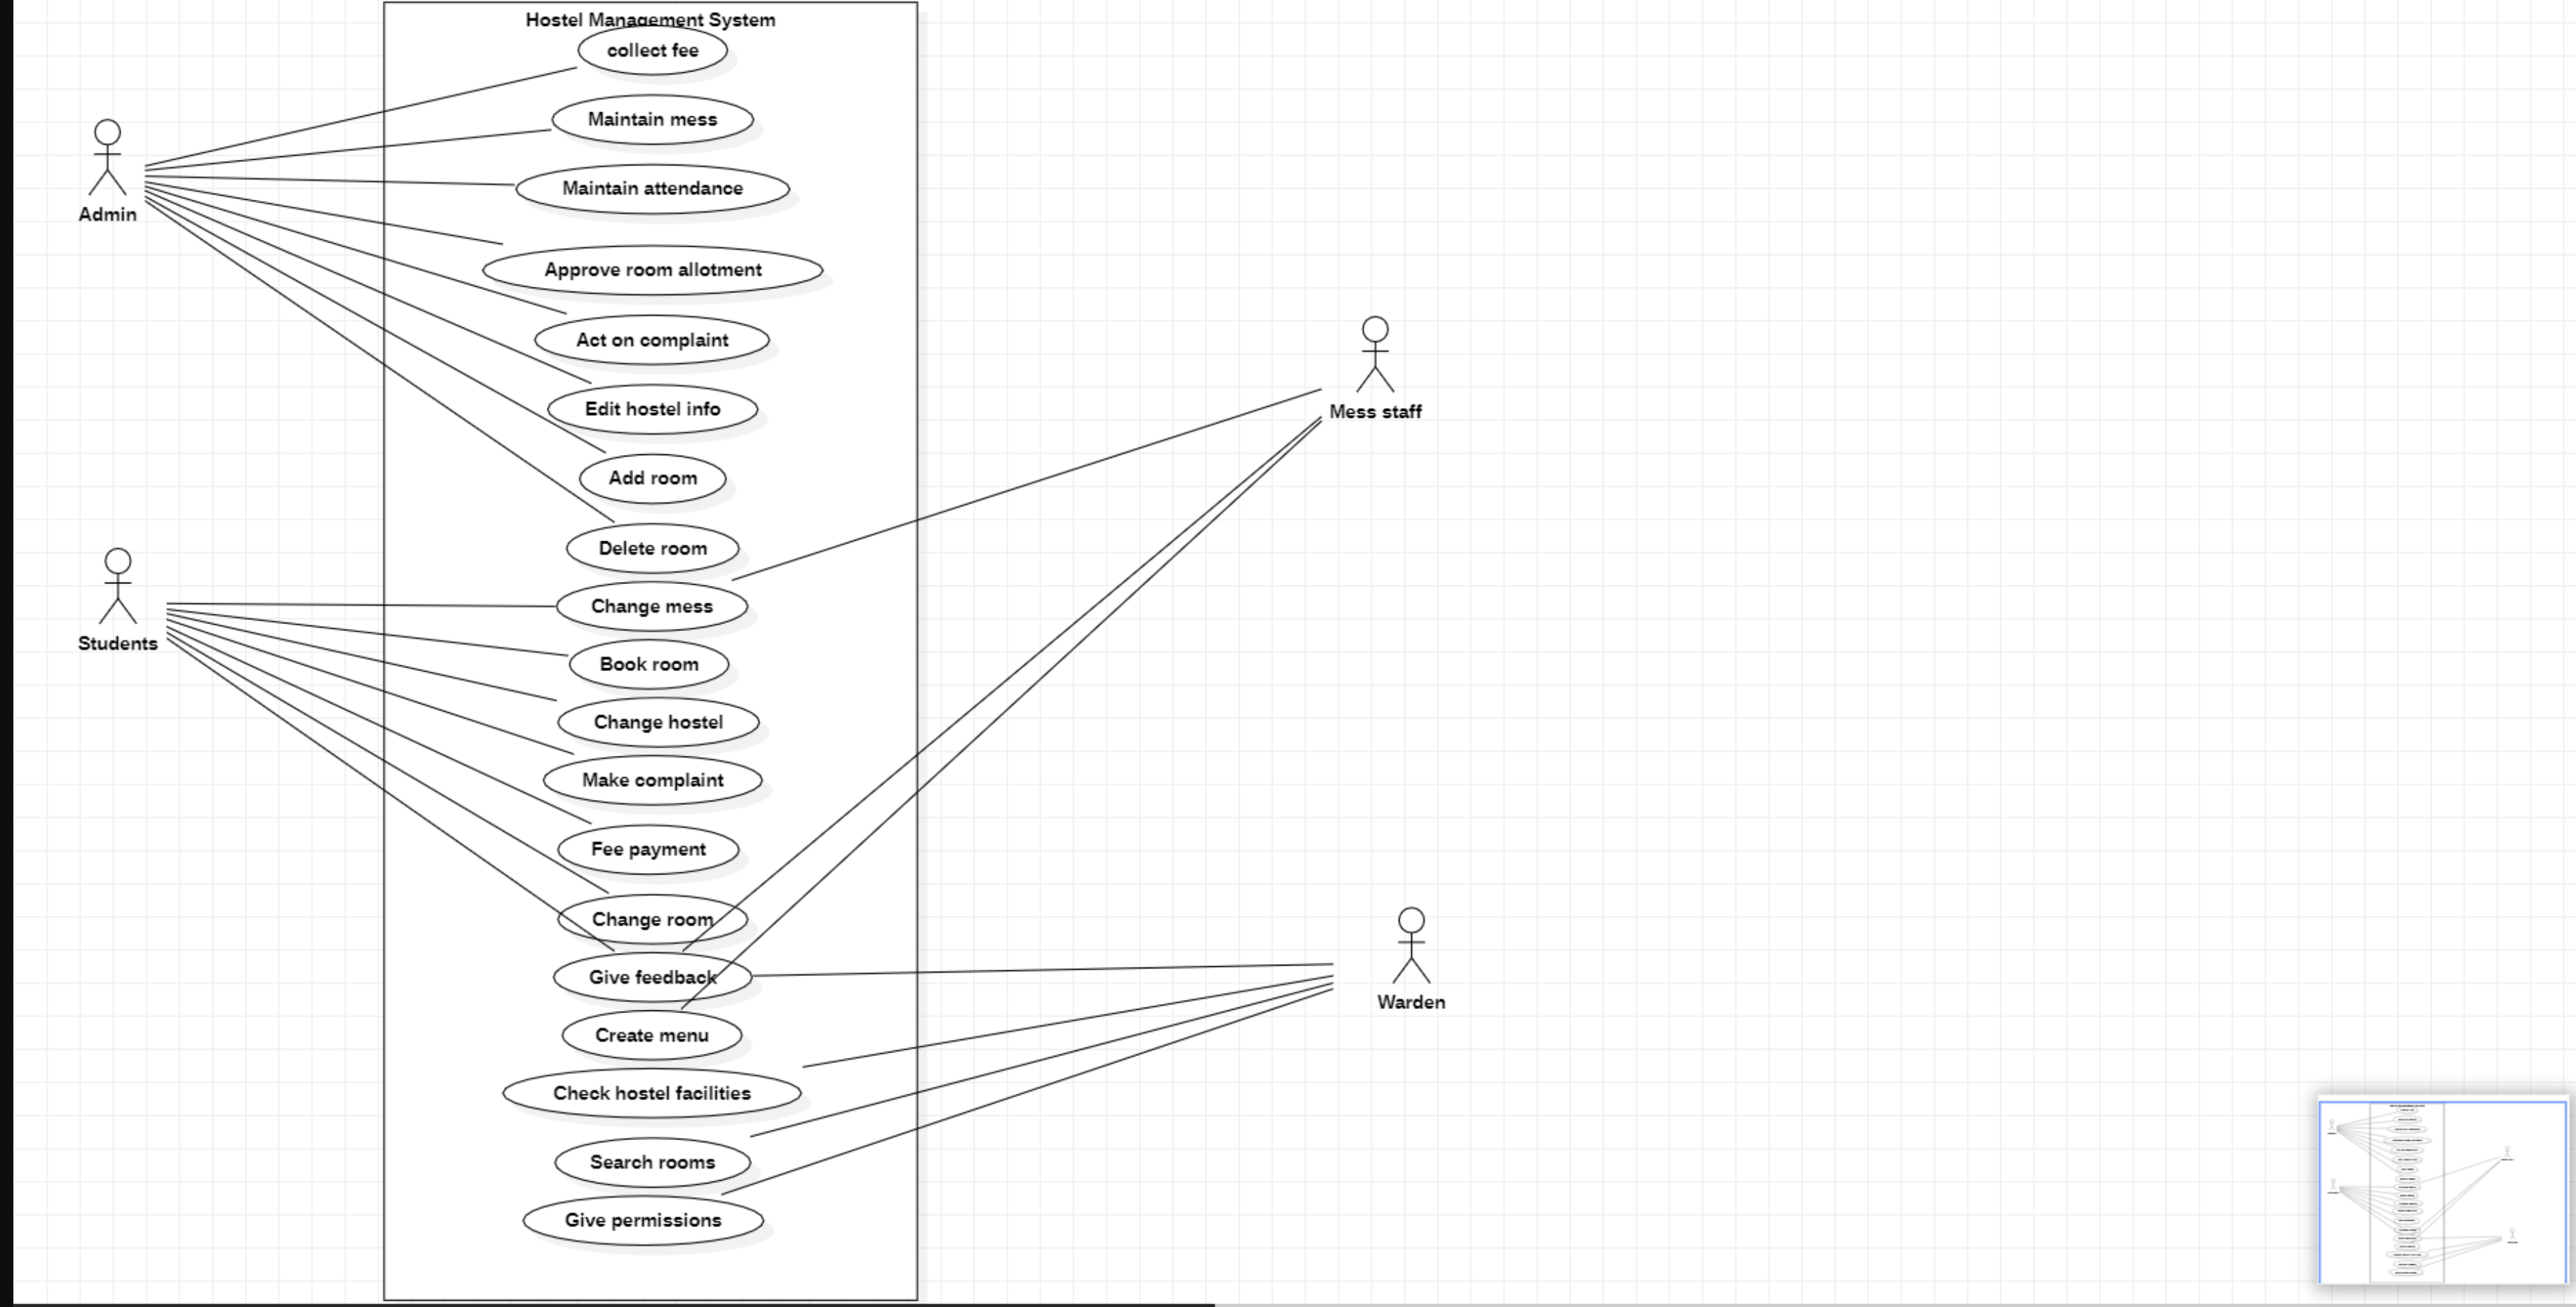 Hostel Management System
collect fee
Maintain mess
Maintain attendance
Admin
Approve room allotment
Act on complaint
Edit hostel info
Mess staff
Add room
Delete room
Change mess
Students
Book room
Change hostel
Make complaint
Fee payment
Change room
Give feedback
Warden
Create menu
Check hostel facilities
Search rooms
Give permissions